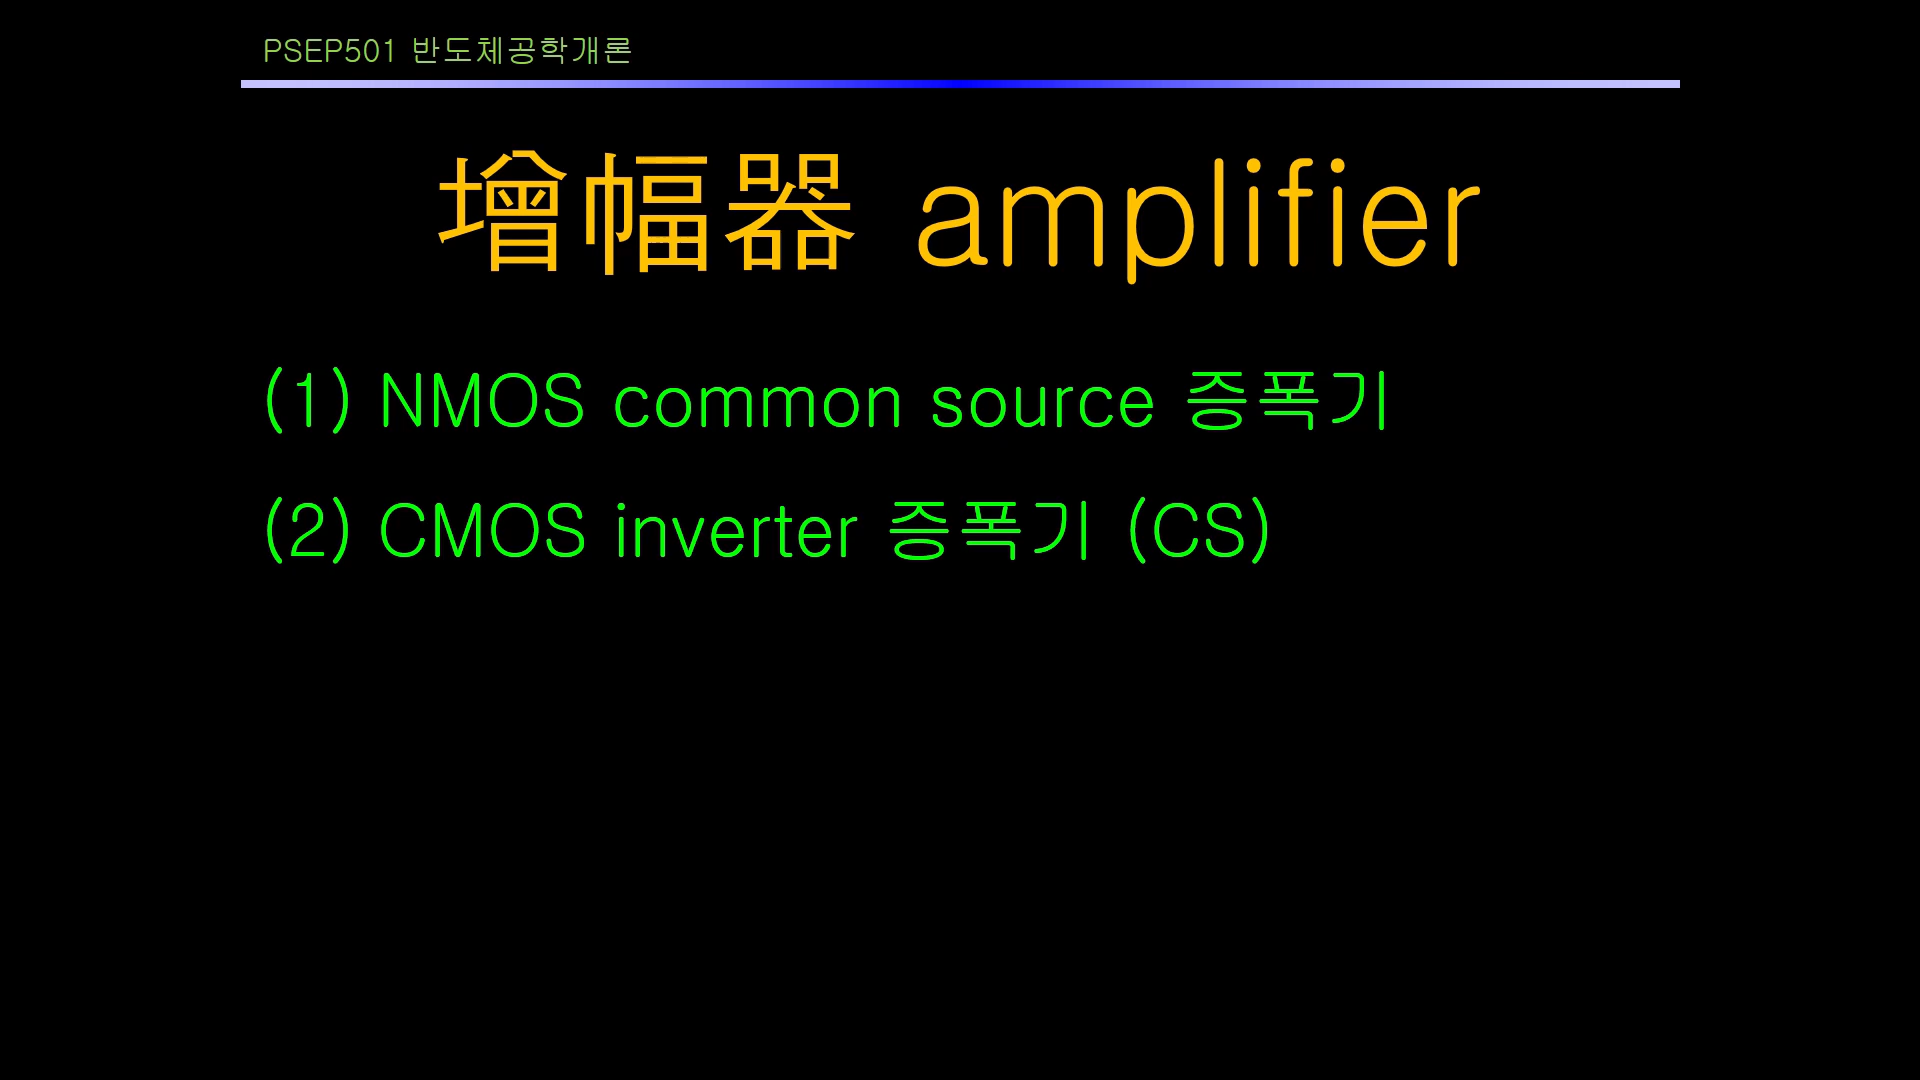 PSEP501 반도체공학개론
增幅器 amplifier
(1) NMOS common source 증폭기
(2) CMOS inverter 증폭기 (CS)